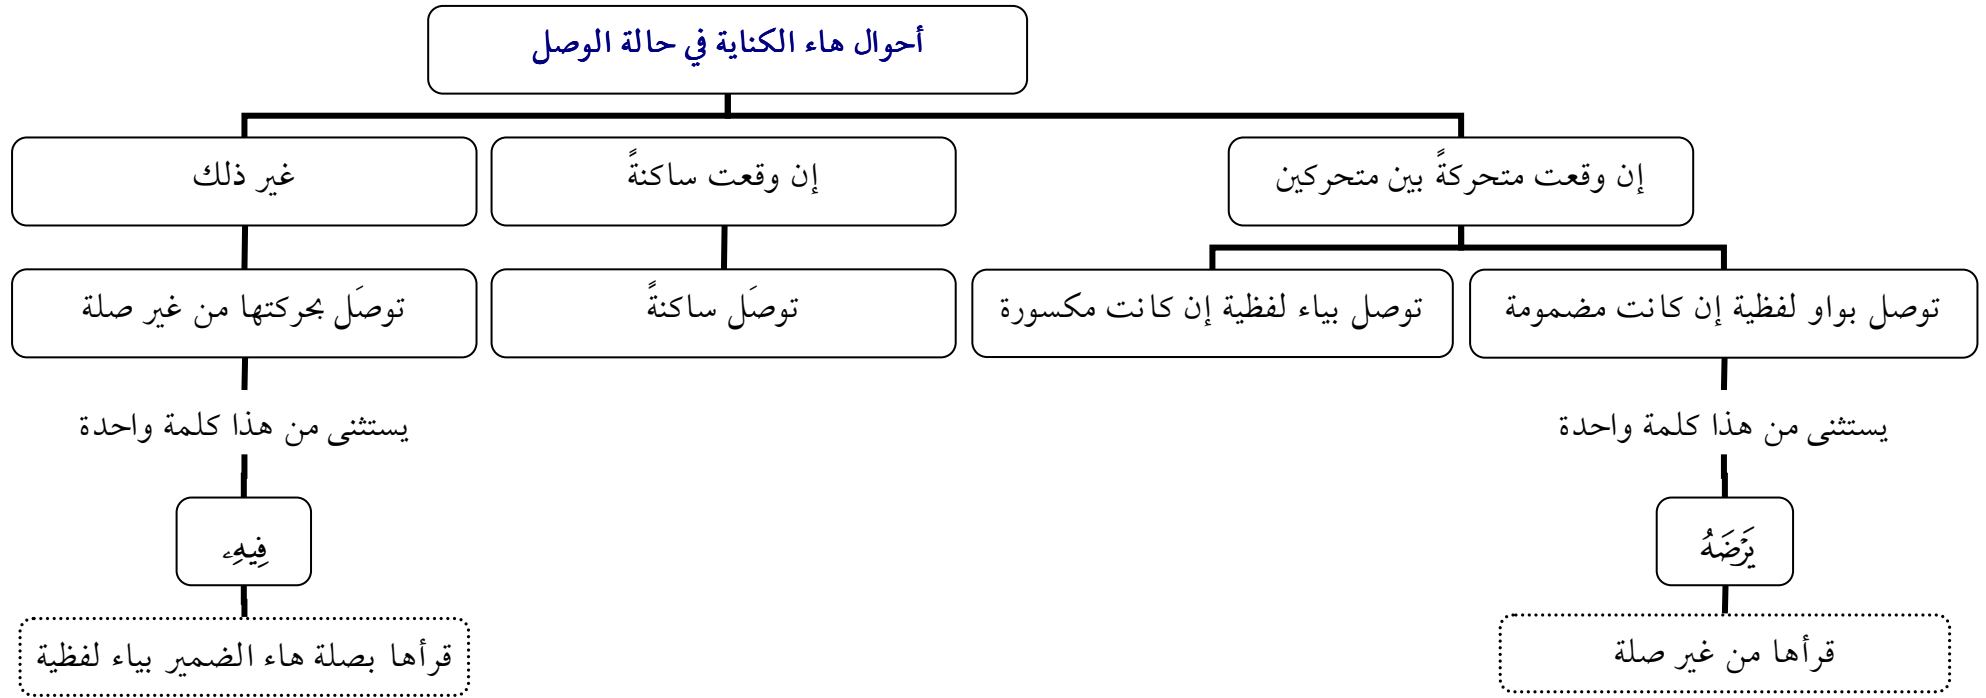 أحوال هاء الكناية في حالة الوصل
إن وقعت متحركةً بين متحركين
إن وقعت ساكنةً
غير ذلك
توصل بواو لفظية إن كانت مضمومة
توصل بياء لفظية إن كانت مكسورة
توصَل ساكنةً
توصَل بحركتها من غير صلة
يستثنى من هذا كلمة واحدة
يستثنى من هذا كلمة واحدة
يَرۡضَهُ
فِيهِۦ
قرأها من غير صلة
قرأها بصلة هاء الضمير بياء لفظية